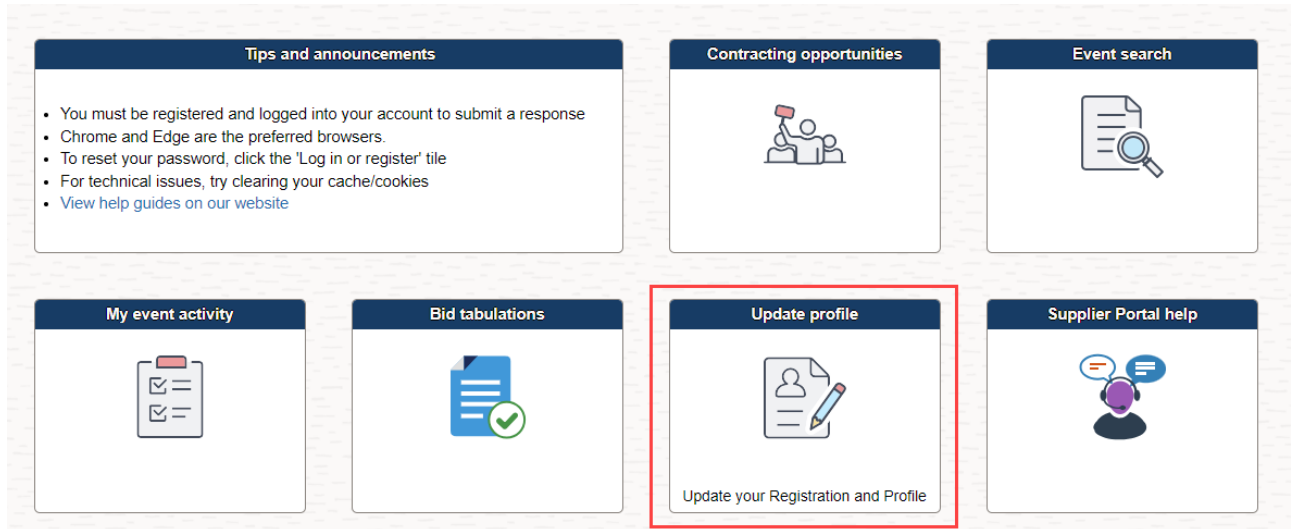 Tips and announcements
You must be registered and logged into your account to submit a response
Chrome and Edge are the preferred browsers.
To reset your password, click the 'Log in or register' tile
For technical issues, try clearing your cache/cookies
View help guides on our website
Contracting opportunities
Event search
My event activity
Bid tabulations
Update profile
Update your Registration and Profile
Supplier Portal help